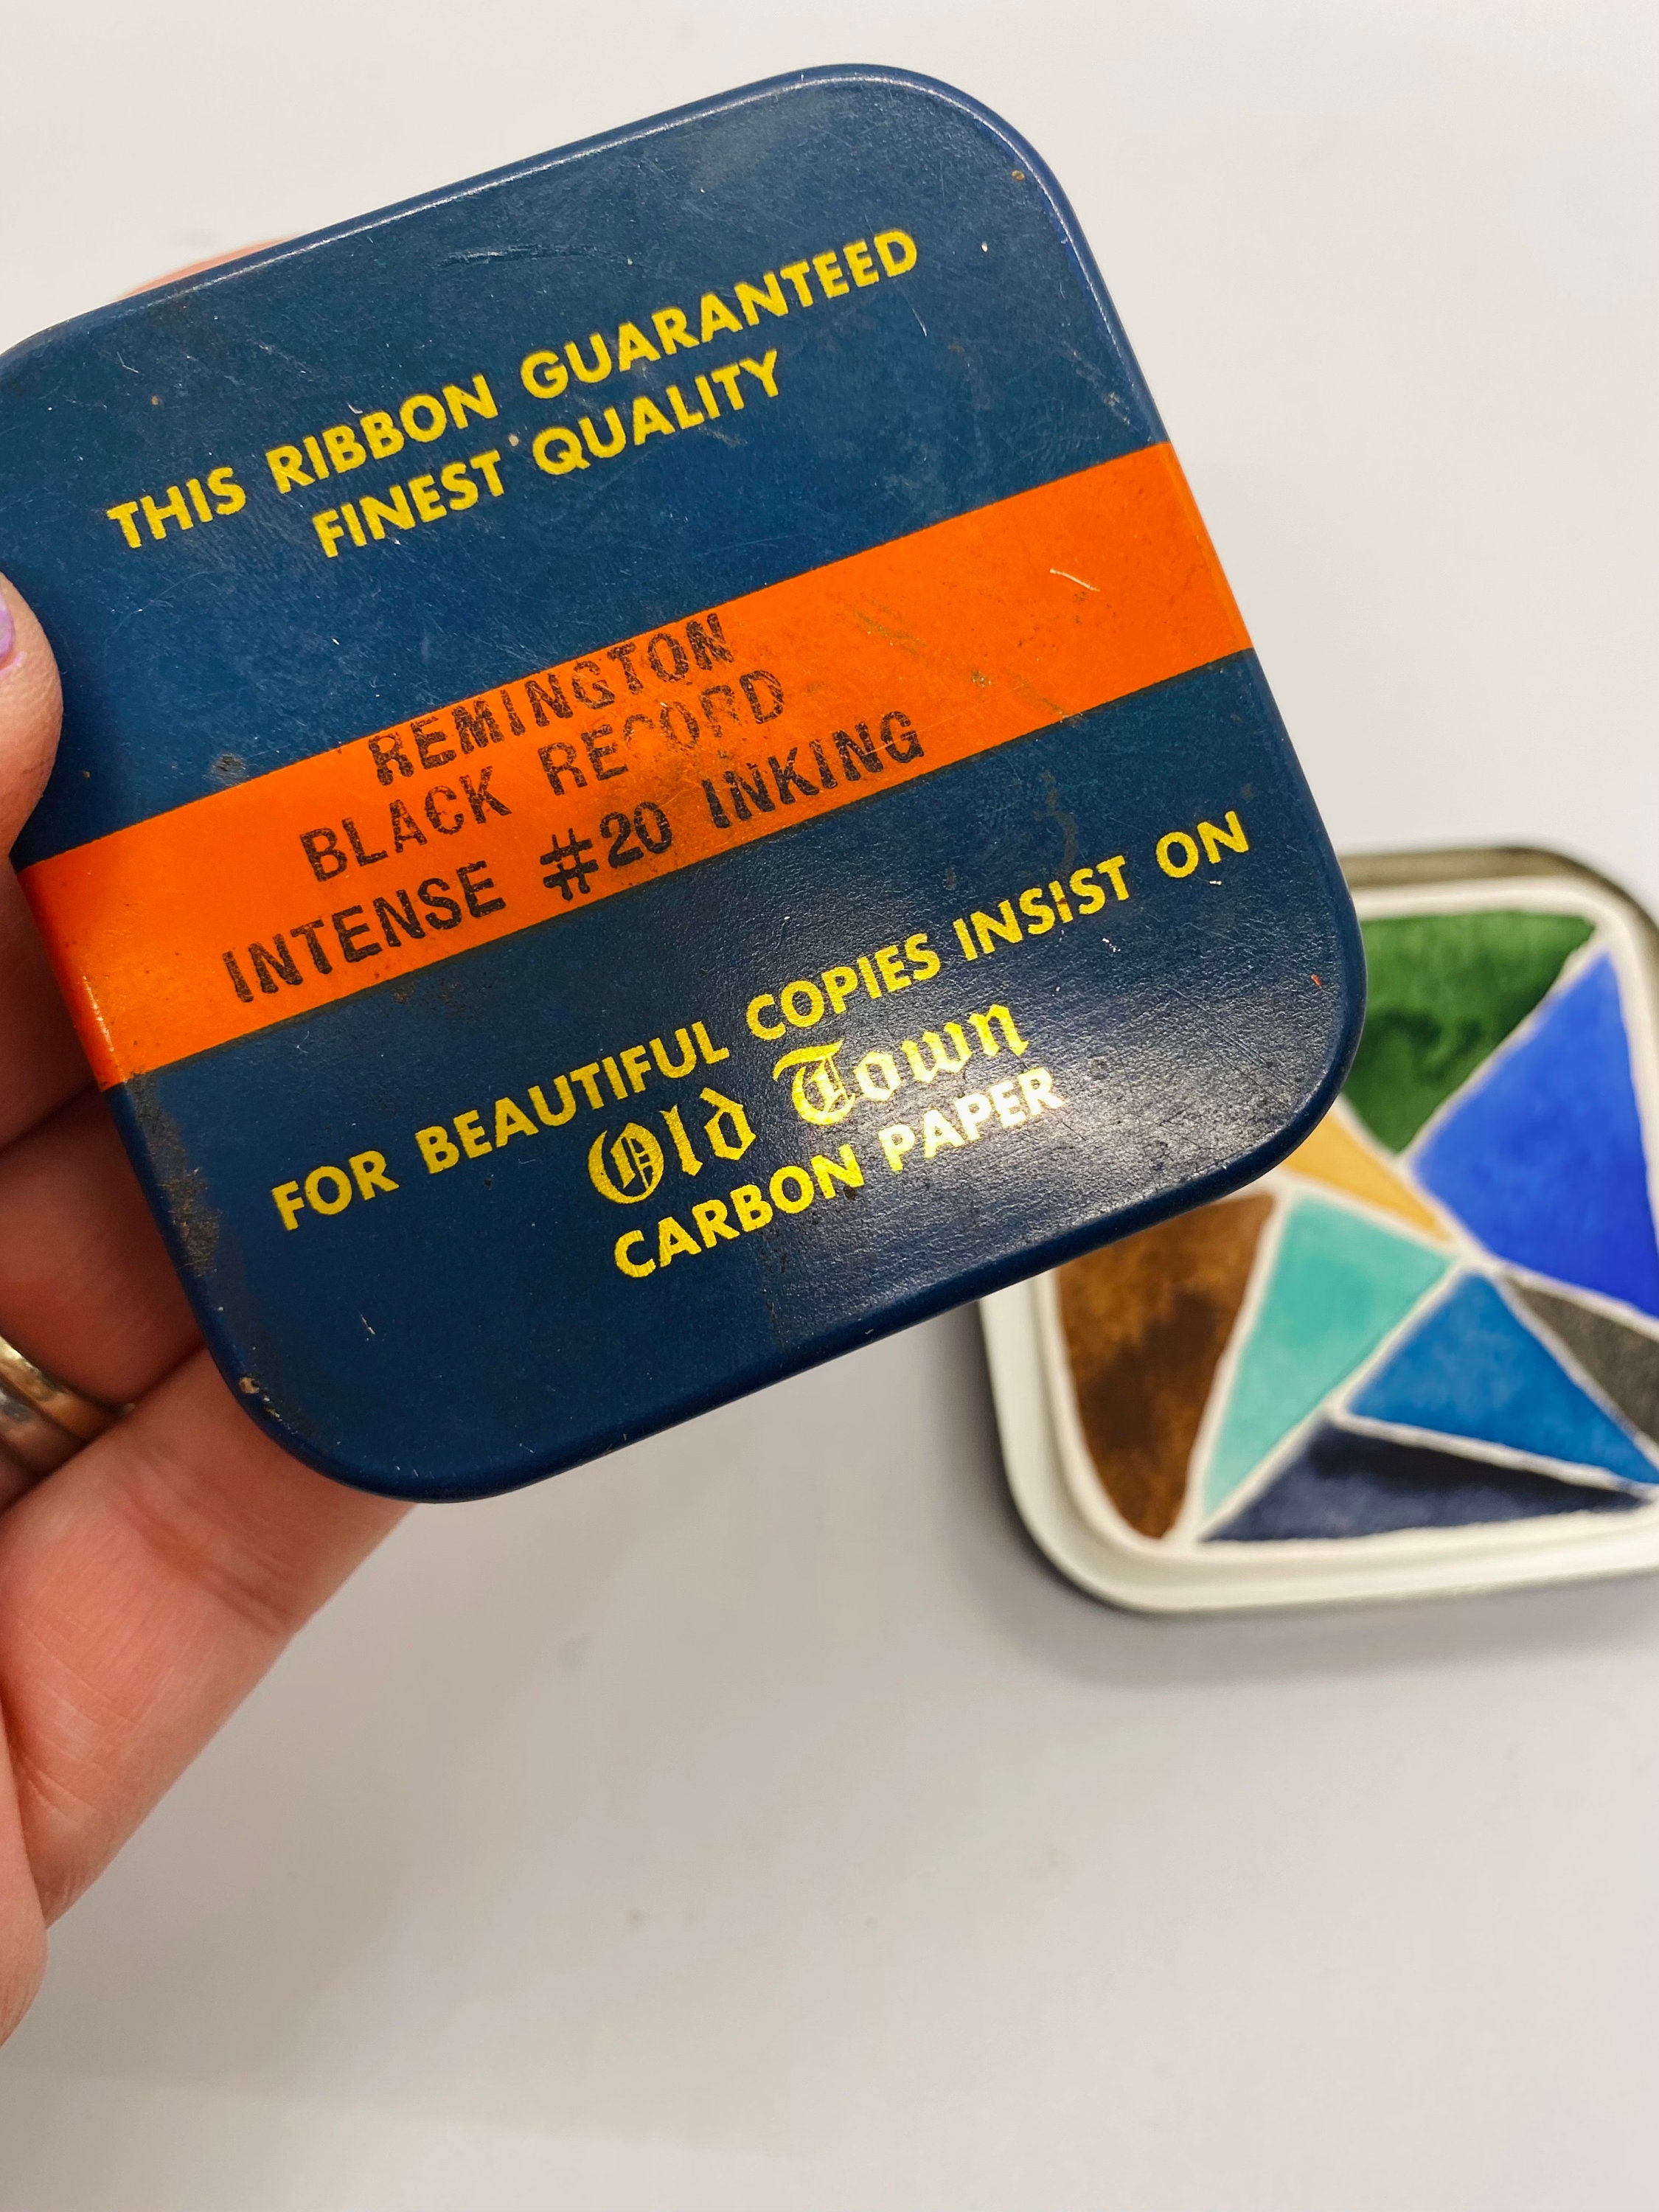 THIS RIBBON GUARANTEED
FINEST QUALITY
REMINGTON
BLACK RECORD
INTENSE #20 INKING
FOR BEAUTIFUL COPIES INSIST ON
Old Town
CARBON PAPER